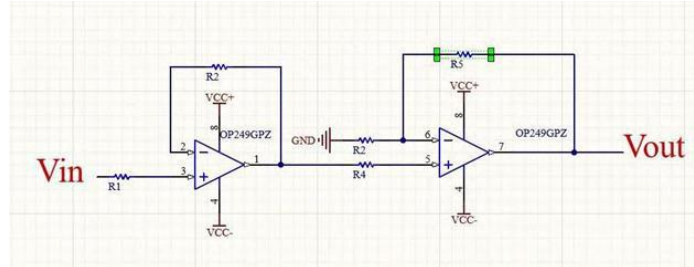 R2
VCC+
8
OP249GPZ
2
1
3
4
VCC-
Vin
R1
R5
VCC+
8
OP249GPZ
GND
R2
6
7
5
R4
4
VCC-
Vout